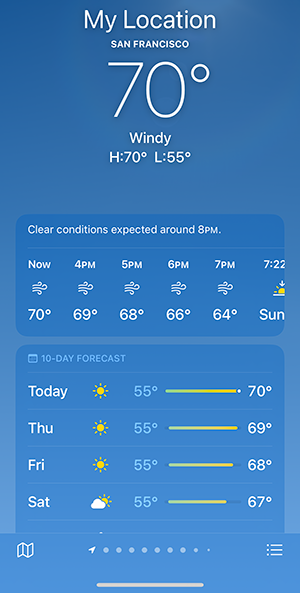 My Location
SAN FRANCISCO
70°
Windy
H:70° L:55°
Clear conditions expected around 8PM.
Now 4PM 5PM 6PM 7PM 7:22
70° 69° 68° 66° 64° Sun
10-DAY FORECAST
Today 55° 70°
Thu 55° 69°
Fri 55° 68°
Sat 55° 67°